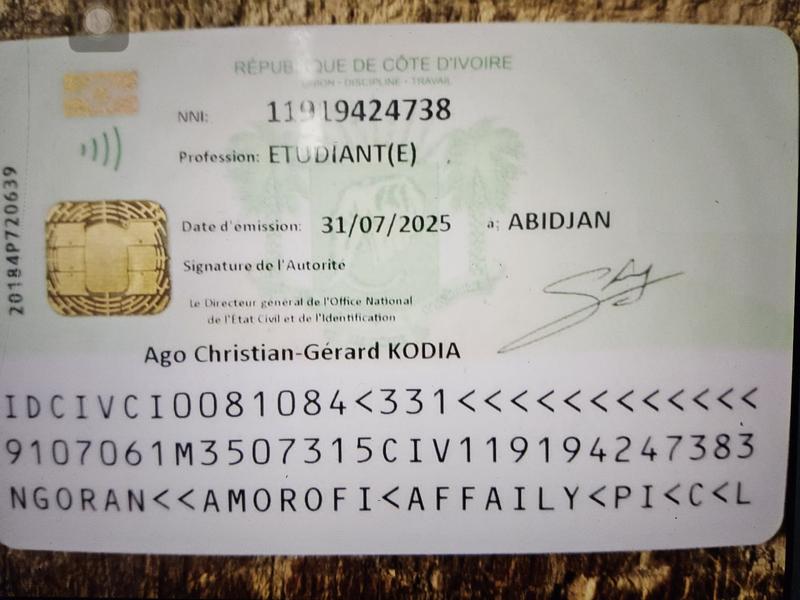 RÉPUBLIQUE DE CÔTE D'IVOIRE
UNION - DISCIPLINE - TRAVAIL
NNI: 11919424738
Profession: ETUDIANT(E)
Date d'émission: 31/07/2025 à: ABIDJAN
Signature de l'Autorité
Le Directeur général de l'Office National
de l'État Civil et de l'Identification
Ago Christian-Gérard KODIA
20184P720639
IDCIVCI0081084<331<<<<<<<<<<<<
9107061M3507315CIV119194247383
NGORAN<<AMOROFI<AFFAILY<PI<C<L